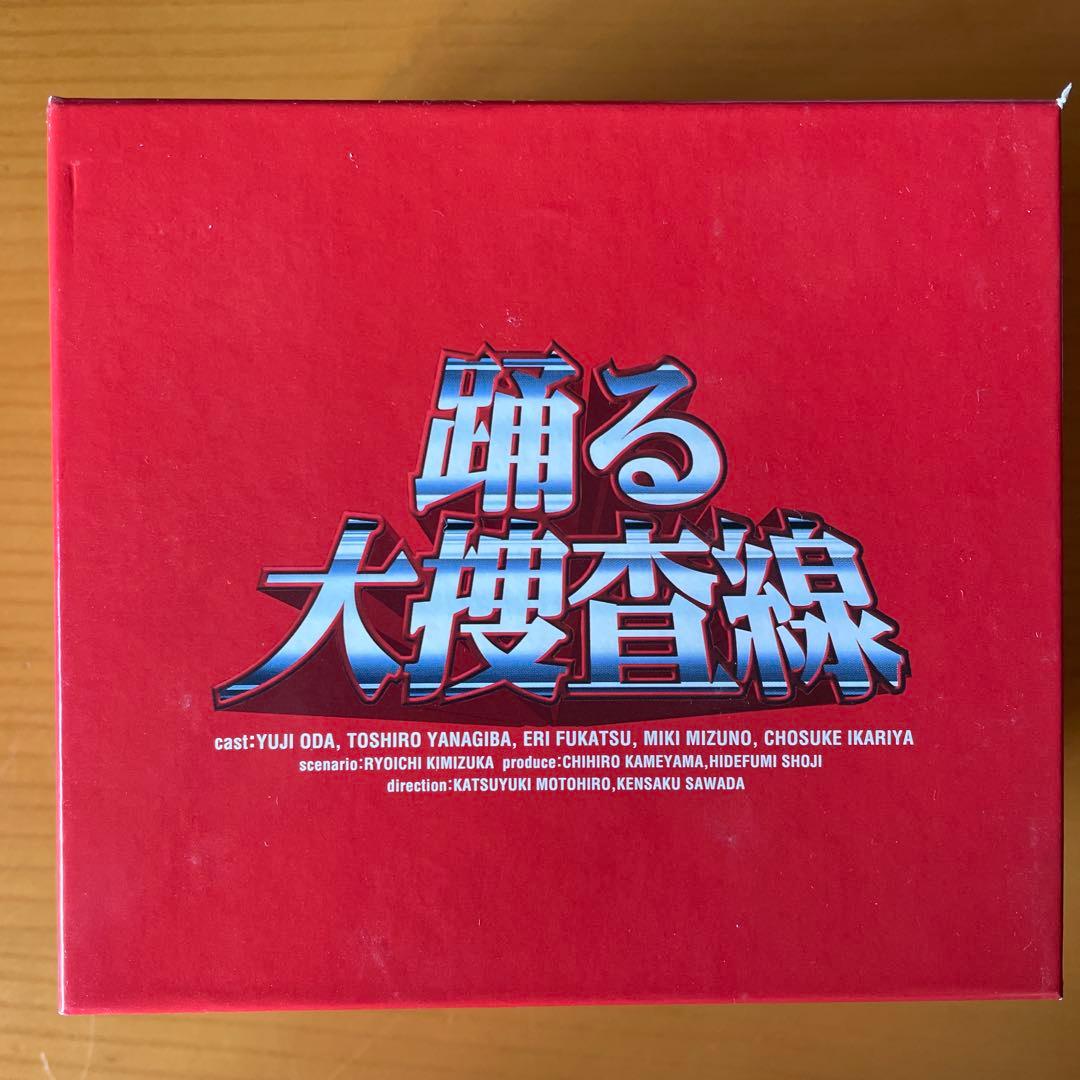 踊る
大捜査線
cast:YUJI ODA, TOSHIRO YANAGIBA, ERI FUKATSU, MIKI MIZUNO, CHOSUKE IKARIYA
scenario:RYOICHI KIMIZUKA produce:CHIHIRO KAMEYAMA,HIDEFUMI SHOJI
direction:KATSUYUKI MOTOHIRO,KENSAKU SAWADA